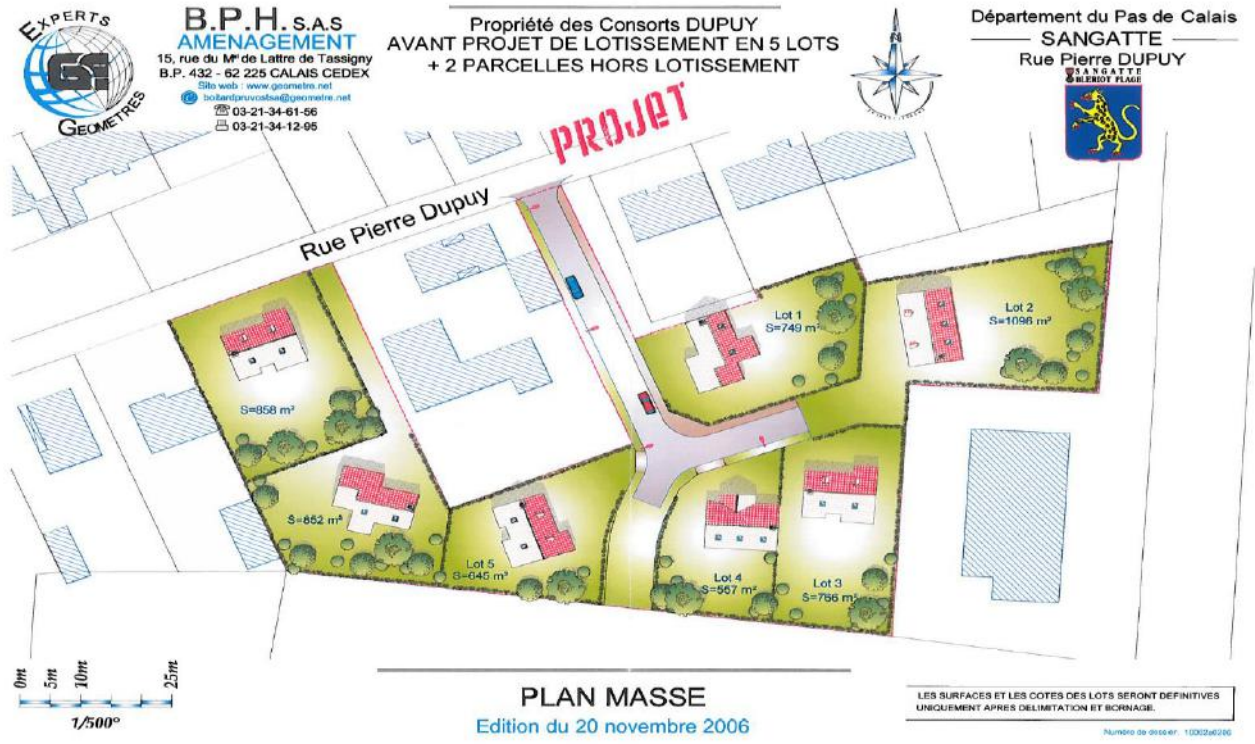 EXPERTS
GF
GEOMETRES
B.P.H. S.A.S
AMENAGEMENT
15, rue du Mal de Lattre de Tassigny
B.P. 432 - 62 225 CALAIS CEDEX
Site web : www.geometre.net
03-21-34-61-56
03-21-34-12-95
Propriété des Consorts DUPUY
AVANT PROJET DE LOTISSEMENT EN 5 LOTS
+ 2 PARCELLES HORS LOTISSEMENT
PROJET
Département du Pas de Calais
SANGATTE
Rue Pierre DUPUY
SANGATTE
BLERIOT PLAGE
Rue Pierre Dupuy
Lot 1
S=749 m²
Lot 2
S=1096 m²
S=858 m²
S=852 m²
Lot 5
S=645 m²
Lot 4
S=557 m²
Lot 3
S=766 m²
0m 5m 10m 25m
1/500°
PLAN MASSE
Edition du 20 novembre 2006
LES SURFACES ET LES COTES DES LOTS SERONT DEFINITIVES
UNIQUEMENT APRES DELIMITATION ET BORNAGE.
Numéro de dossier: